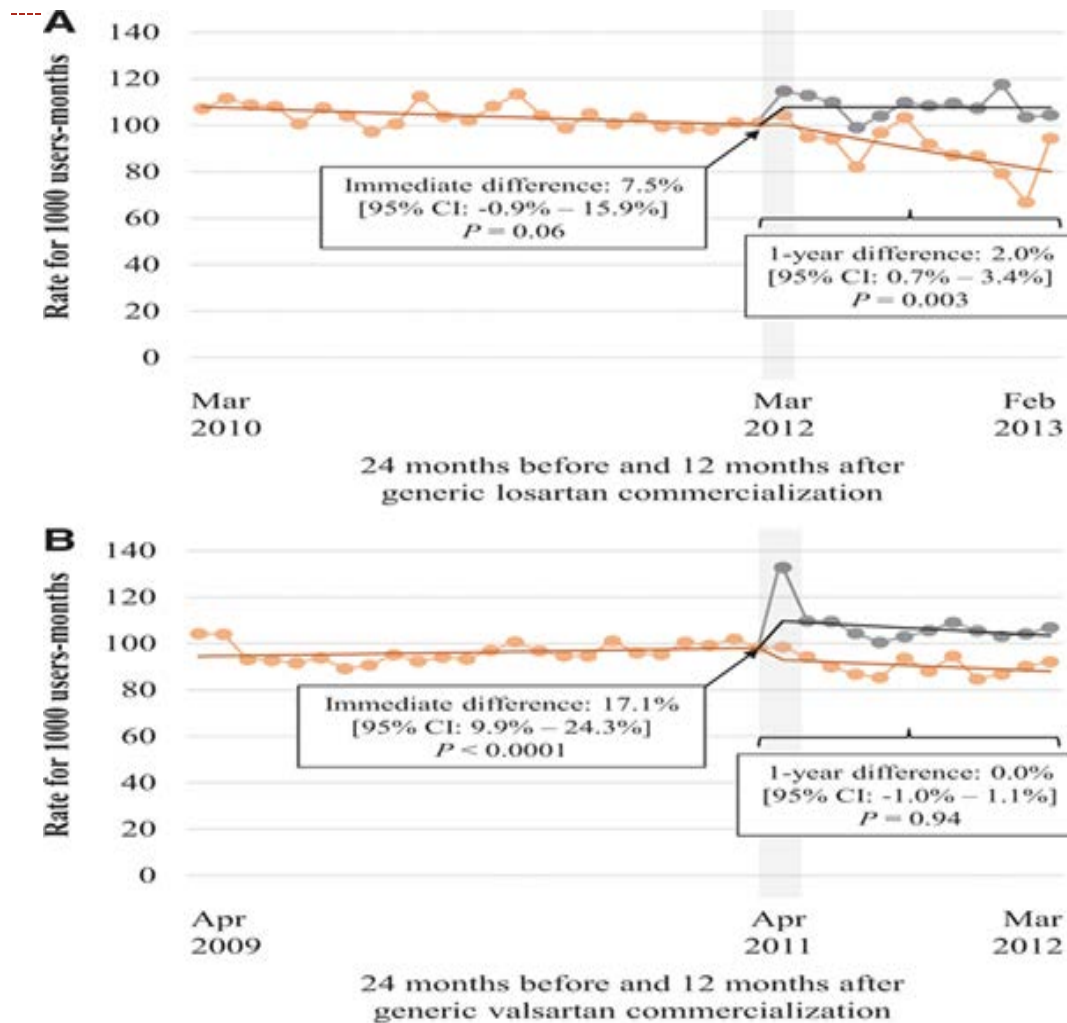 A
140
120
100
80
60
40
20
0
Rate for 1000 users-months
Immediate difference: 7.5%
[95% CI: -0.9% – 15.9%]
P = 0.06
1-year difference: 2.0%
[95% CI: 0.7% – 3.4%]
P = 0.003
Mar 2010
Mar 2012
Feb 2013
24 months before and 12 months after
generic losartan commercialization
B
140
120
100
80
60
40
20
0
Rate for 1000 users-months
Immediate difference: 17.1%
[95% CI: 9.9% – 24.3%]
P < 0.0001
1-year difference: 0.0%
[95% CI: -1.0% – 1.1%]
P = 0.94
Apr 2009
Apr 2011
Mar 2012
24 months before and 12 months after
generic valsartan commercialization